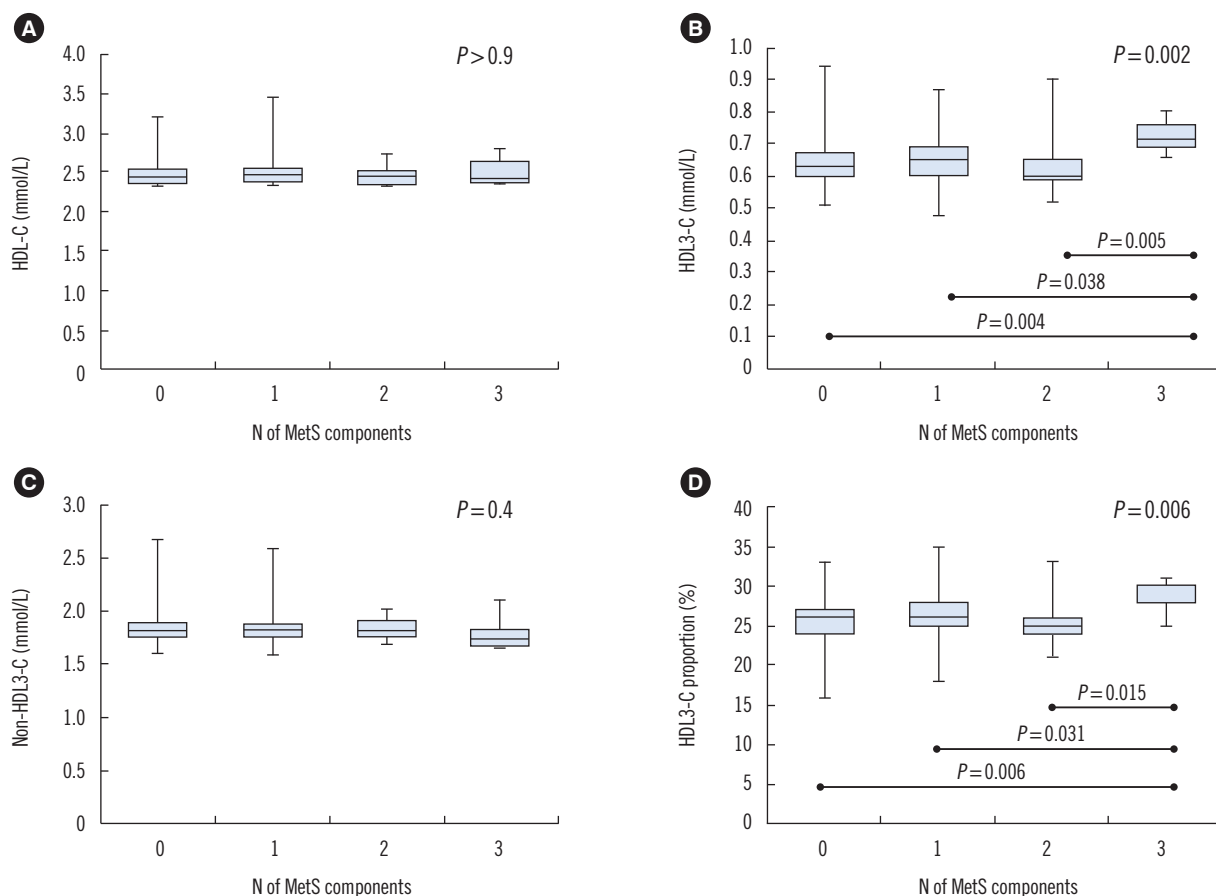 A
P > 0.9
HDL-C (mmol/L)
4.0
3.5
3.0
2.5
2.0
1.5
1.0
0.5
0
0 1 2 3
N of MetS components
B
P = 0.002
HDL3-C (mmol/L)
1.0
0.9
0.8
0.7
0.6
0.5
0.4
0.3
0.2
0.1
0
P = 0.005
P = 0.038
P = 0.004
0 1 2 3
N of MetS components
C
P = 0.4
Non-HDL3-C (mmol/L)
3.0
2.5
2.0
1.5
1.0
0.5
0
0 1 2 3
N of MetS components
D
P = 0.006
HDL3-C proportion (%)
40
35
30
25
20
15
10
5
0
P = 0.015
P = 0.031
P = 0.006
0 1 2 3
N of MetS components